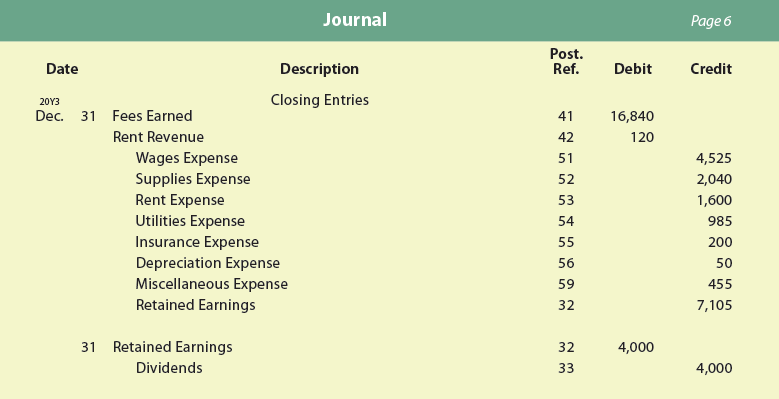 Journal Page 6
Post.
Date Description Ref. Debit Credit
20Y3 Closing Entries
Dec. 31 Fees Earned 41 16,840
Rent Revenue 42 120
Wages Expense 51 4,525
Supplies Expense 52 2,040
Rent Expense 53 1,600
Utilities Expense 54 985
Insurance Expense 55 200
Depreciation Expense 56 50
Miscellaneous Expense 59 455
Retained Earnings 32 7,105
31 Retained Earnings 32 4,000
Dividends 33 4,000